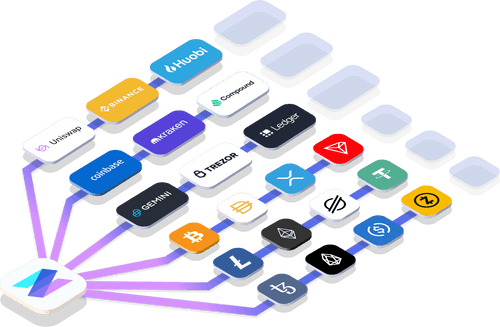 Huobi
BINANCE
Uniswap
Compound
kraken
coinbase
Ledger
TREZOR
GEMINI